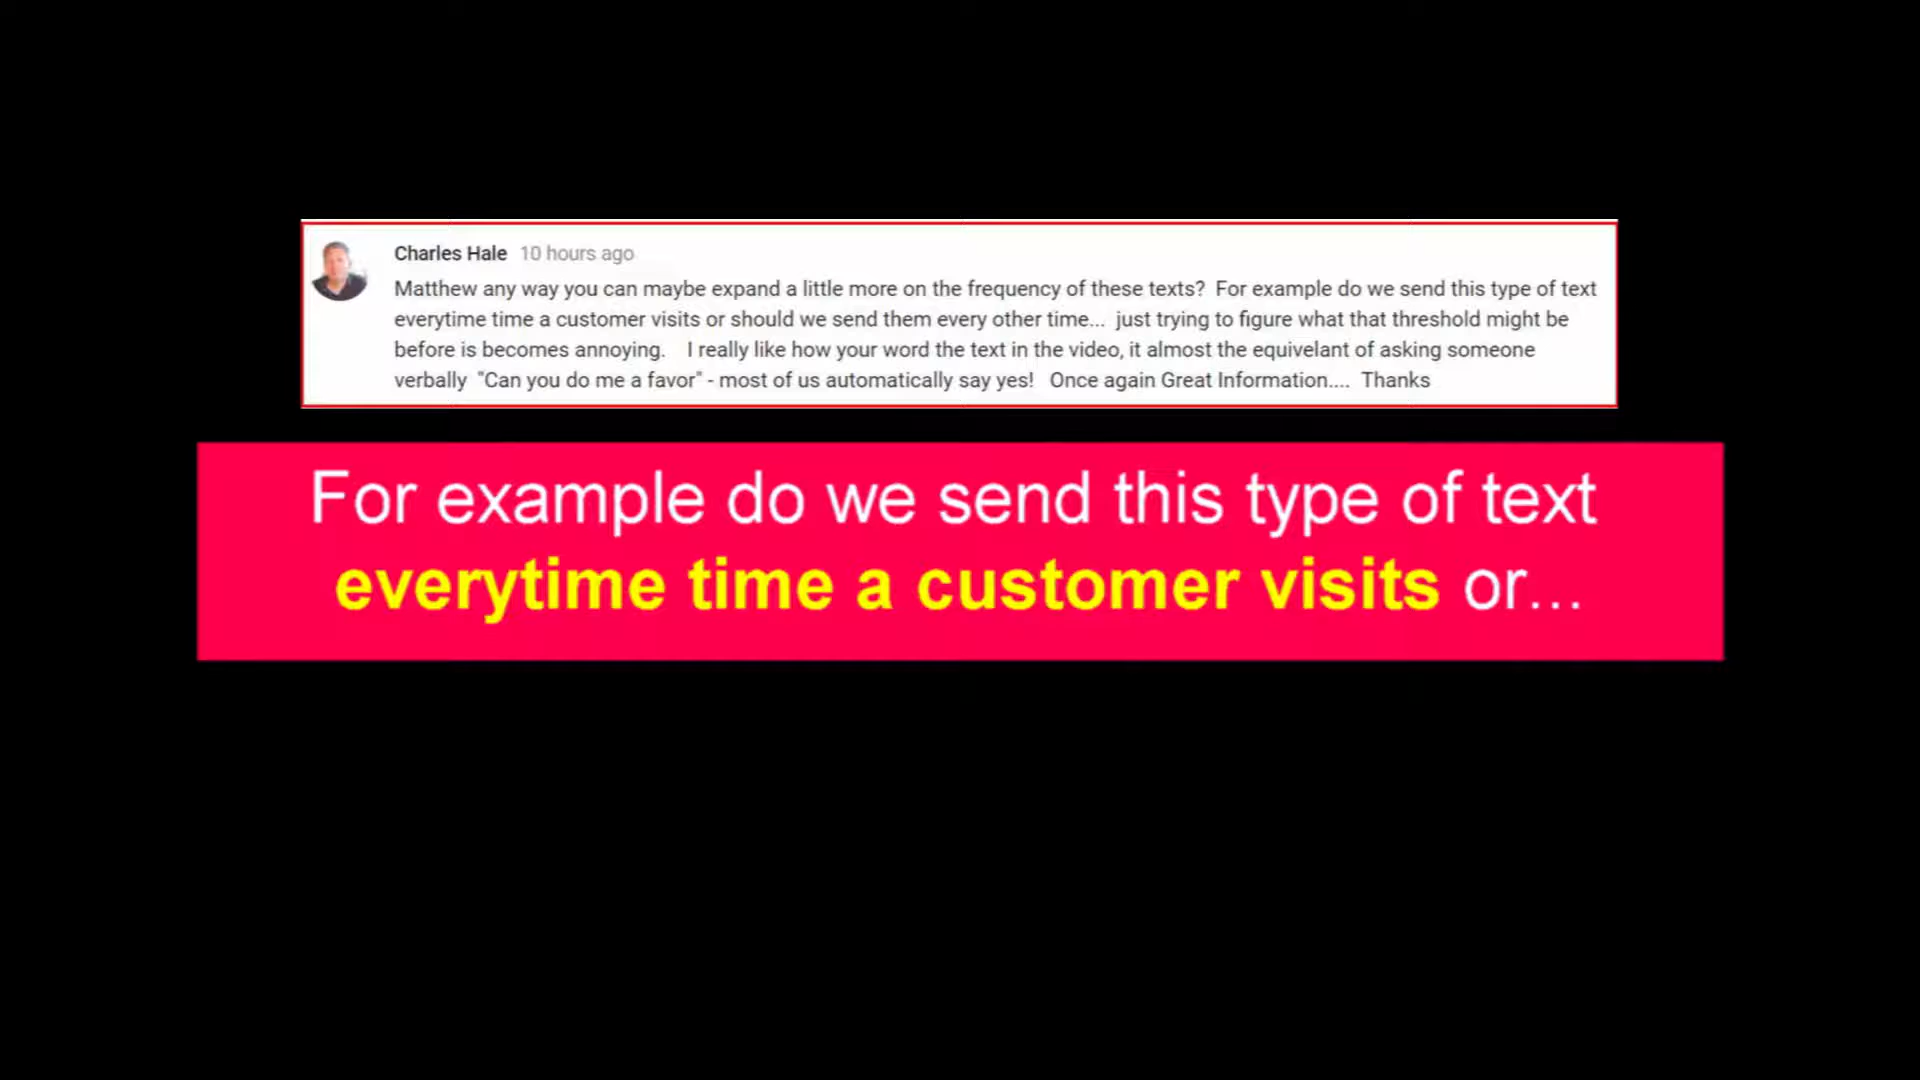 Charles Hale 10 hours ago
Matthew any way you can maybe expand a little more on the frequency of these texts? For example do we send this type of text
everytime time a customer visits or should we send them every other time... just trying to figure what that threshold might be
before is becomes annoying. I really like how your word the text in the video, it almost the equivelant of asking someone
verbally "Can you do me a favor" - most of us automatically say yes! Once again Great Information.... Thanks
For example do we send this type of text
everytime time a customer visits or...